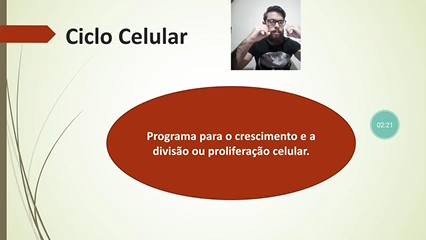 Ciclo Celular
Programa para o crescimento e a
divisão ou proliferação celular.
02:21